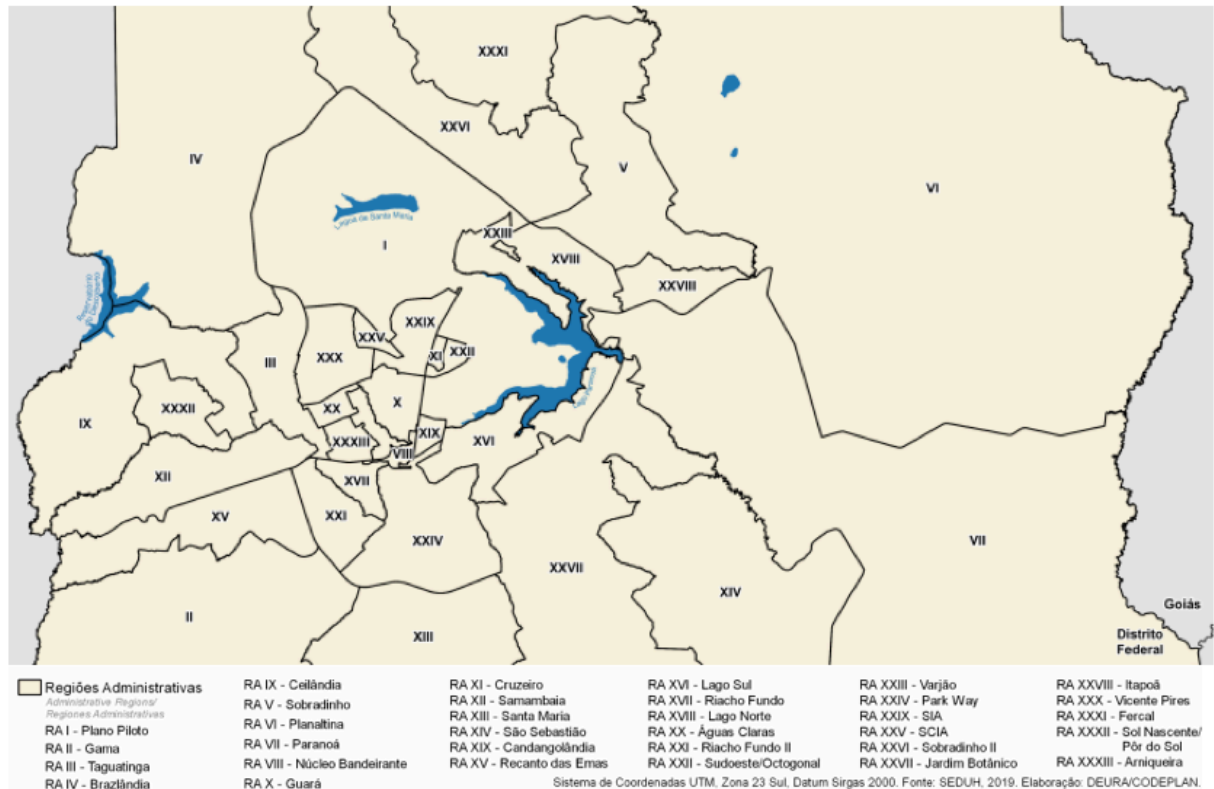 XXXI
XXVI
IV
V
VI
Lagoa de Santa Maria
I
XXIII
XVIII
XXVIII
Reservatório
do Descoberto
XXIX
XXV
XI
XXII
III
XXX
Lago Paranoá
XX
X
XXXII
IX
XXXIII
XIX
XVI
VIII
XII
XVII
XV
XXI
XXIV
VII
XXVII
XIV
II
XIII
Goiás
Distrito
Federal
Regiões Administrativas
Administrative Regions/
Regiones Administrativas
RA I - Plano Piloto
RA II - Gama
RA III - Taguatinga
RA IV - Brazlândia
RA IX - Ceilândia
RA V - Sobradinho
RA VI - Planaltina
RA VII - Paranoá
RA VIII - Núcleo Bandeirante
RA X - Guará
RA XI - Cruzeiro
RA XII - Samambaia
RA XIII - Santa Maria
RA XIV - São Sebastião
RA XIX - Candangolândia
RA XV - Recanto das Emas
RA XVI - Lago Sul
RA XVII - Riacho Fundo
RA XVIII - Lago Norte
RA XX - Águas Claras
RA XXI - Riacho Fundo II
RA XXII - Sudoeste/Octogonal
RA XXIII - Varjão
RA XXIV - Park Way
RA XXIX - SIA
RA XXV - SCIA
RA XXVI - Sobradinho II
RA XXVII - Jardim Botânico
RA XXVIII - Itapoã
RA XXX - Vicente Pires
RA XXXI - Fercal
RA XXXII - Sol Nascente/
Pôr do Sol
RA XXXIII - Arniqueira
Sistema de Coordenadas UTM, Zona 23 Sul, Datum Sirgas 2000. Fonte: SEDUH, 2019. Elaboração: DEURA/CODEPLAN.